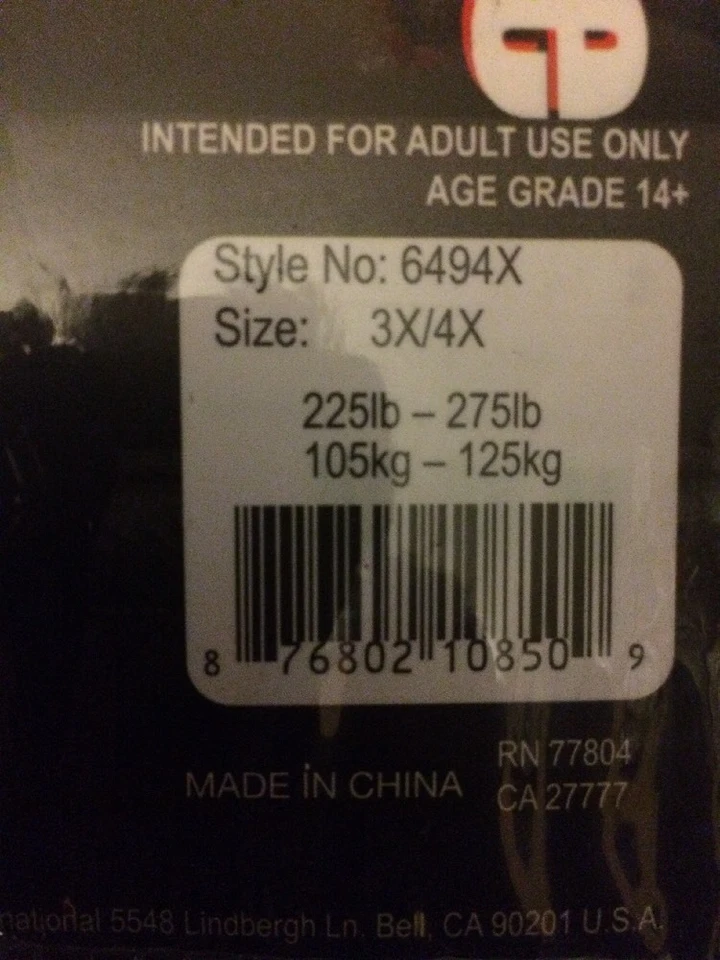 INTENDED FOR ADULT USE ONLY
AGE GRADE 14+
Style No: 6494X
Size: 3X/4X
225lb – 275lb
105kg – 125kg
8 76802 10850 9
MADE İN CHINA
RN 77804
CA 27777
national 5548 Lindbergh Ln. Bell, CA 90201 U.S.A.